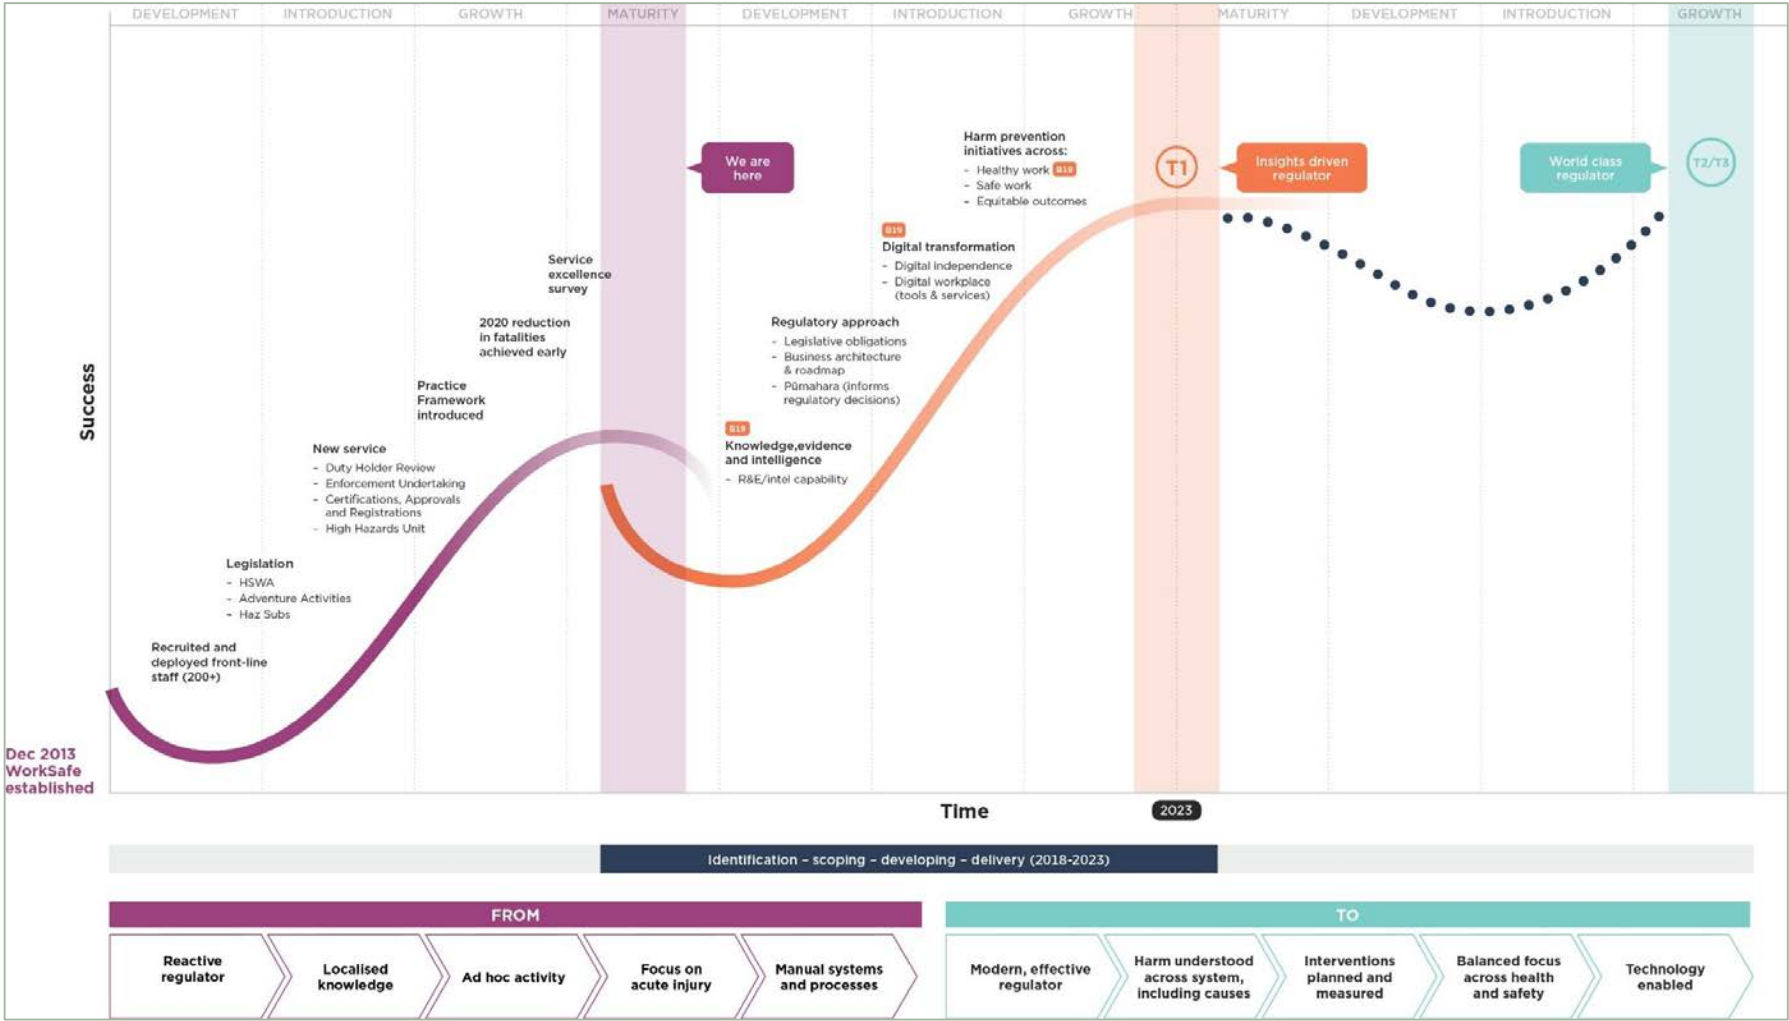 DEVELOPMENT INTRODUCTION GROWTH MATURITY DEVELOPMENT INTRODUCTION GROWTH MATURITY DEVELOPMENT INTRODUCTION GROWTH
We are
here
Harm prevention
initiatives across:
- Healthy work B19
- Safe work
- Equitable outcomes
T1
Insights driven
regulator
World class
regulator
T2/T3
B19
Digital transformation
- Digital independence
- Digital workplace
(tools & services)
Service
excellence
survey
2020 reduction
in fatalities
achieved early
Regulatory approach
- Legislative obligations
- Business architecture
& roadmap
- Pūmahara (informs
regulatory decisions)
Practice
Framework
introduced
B19
Knowledge,evidence
and intelligence
- R&E/intel capability
New service
- Duty Holder Review
- Enforcement Undertaking
- Certifications, Approvals
and Registrations
- High Hazards Unit
Legislation
- HSWA
- Adventure Activities
- Haz Subs
Recruited and
deployed front-line
staff (200+)
Success
Dec 2013
WorkSafe
established
Time
2023
Identification – scoping – developing – delivery (2018-2023)
FROM
Reactive
regulator
Localised
knowledge
Ad hoc activity
Focus on
acute injury
Manual systems
and processes
TO
Modern, effective
regulator
Harm understood
across system,
including causes
Interventions
planned and
measured
Balanced focus
across health
and safety
Technology
enabled